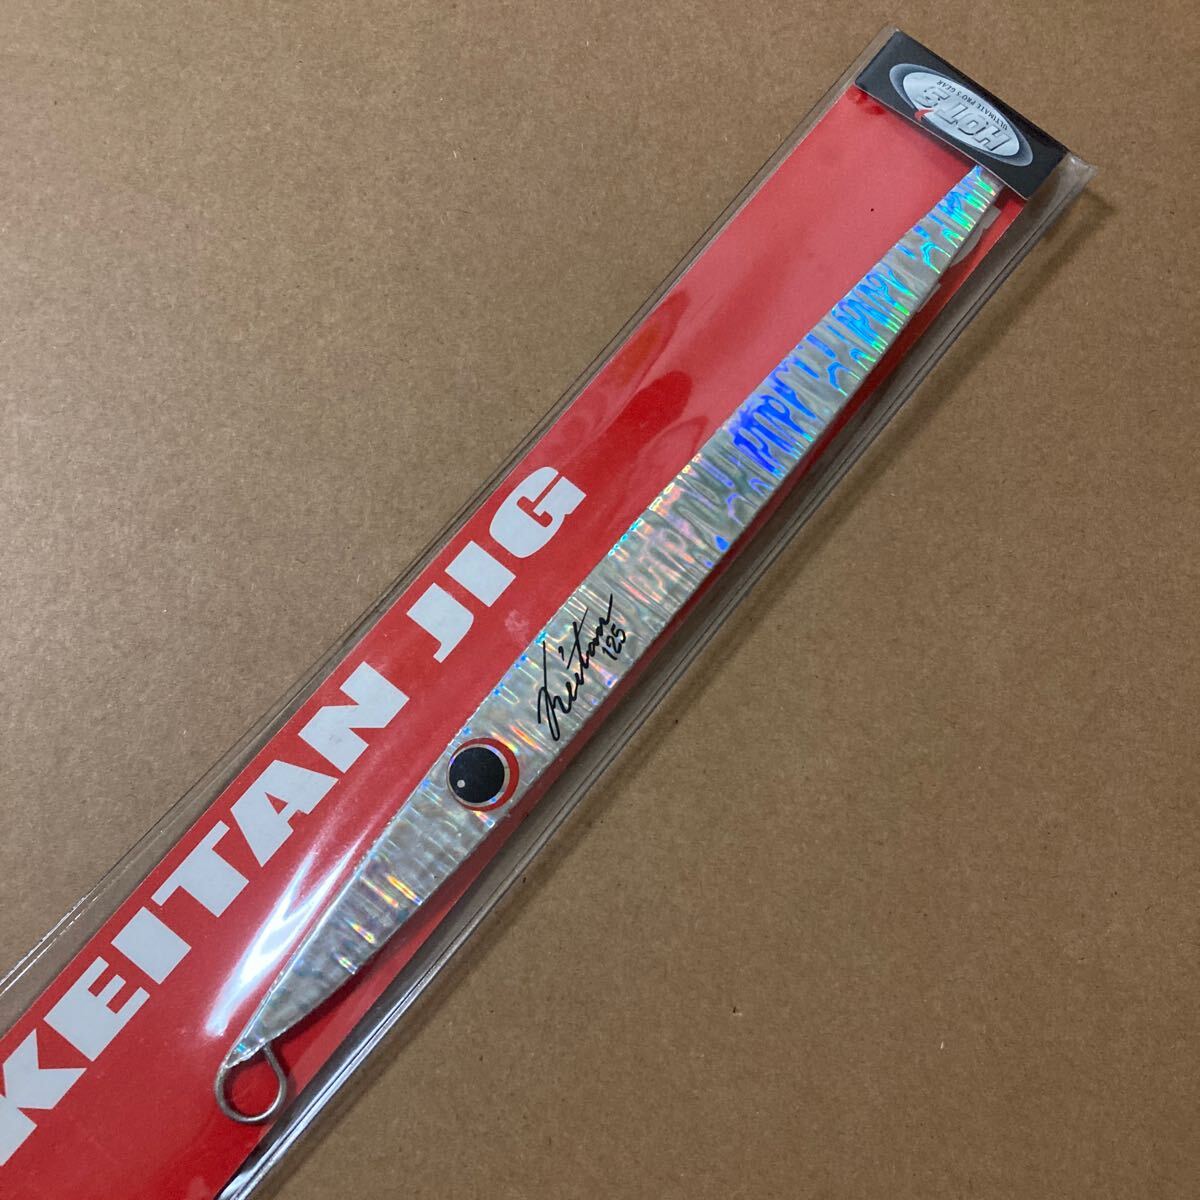 HOT'S
ULTIMATE PRO'S GEAR
KEITAN JIG
Keitan
125